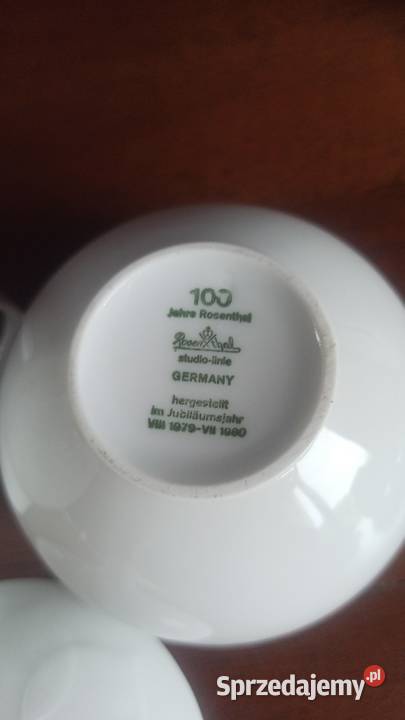 100
Jahre Rosenthal
Rosenthal
studio-linie
GERMANY
hergestellt
im Jubiläumsjahr
VIII 1979-VII 1980
Sprzedajemy.pl